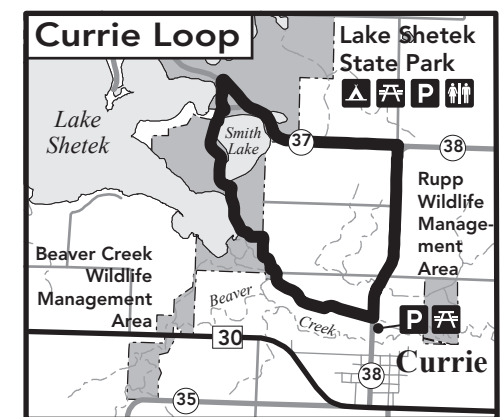 Currie Loop
Lake Shetek
State Park
P
Lake
Shetek
Smith
Lake
37
38
Rupp
Wildlife
Manage-
ment
Area
Beaver Creek
Wildlife
Management
Area
Beaver
Creek
P
30
Currie
38
35